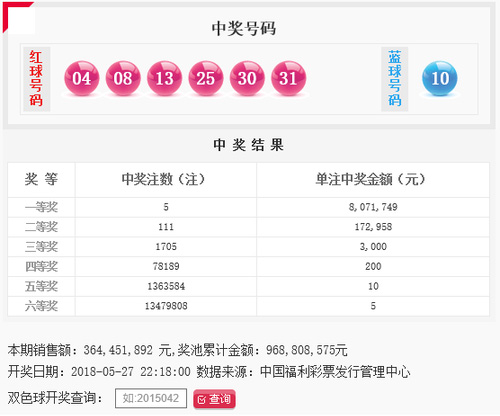 中奖号码
红球号码 04 08 13 25 30 31 蓝球号码 10
中奖结果
奖 等 中奖注数（注） 单注中奖金额（元）
一等奖 5 8,071,749
二等奖 111 172,958
三等奖 1705 3,000
四等奖 78189 200
五等奖 1363584 10
六等奖 13479808 5
本期销售额：364,451,892 元,奖池累计金额：968,808,575元
开奖日期：2018-05-27 22:18:00 数据来源：中国福利彩票发行管理中心
双色球开奖查询： 如:2015042 查询